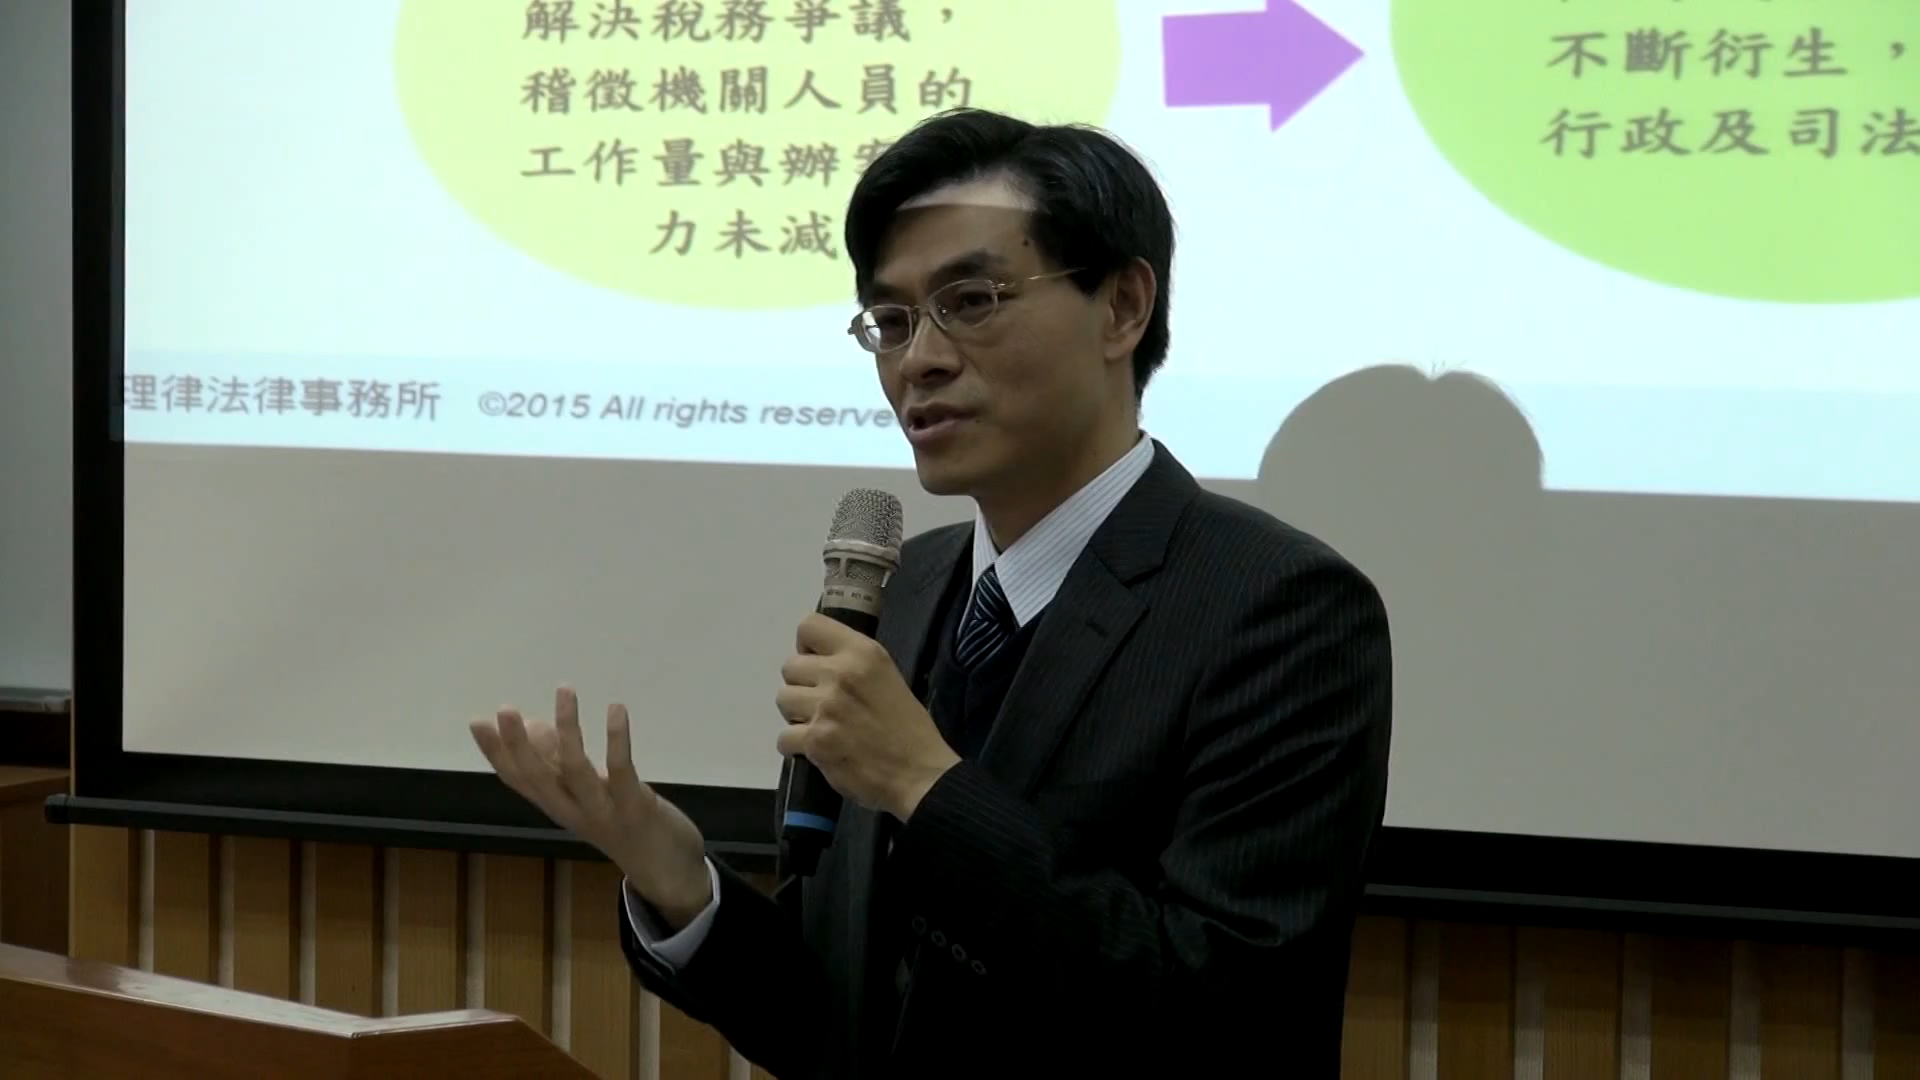 解決稅務爭議，
稽徵機關人員的
工作量與辦案
力未減
不斷衍生，
行政及司法
理律法律事務所 ©2015 All rights reserve